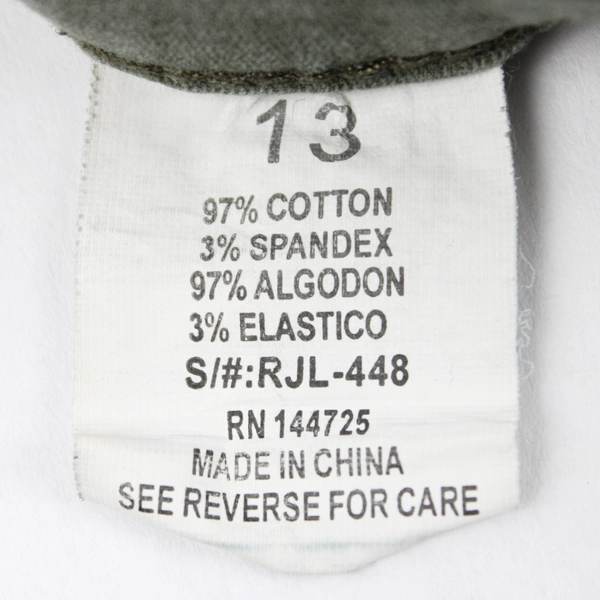 13
97% COTTON
3% SPANDEX
97% ALGODON
3% ELASTICO
S/#:RJL-448
RN 144725
MADE IN CHINA
SEE REVERSE FOR CARE